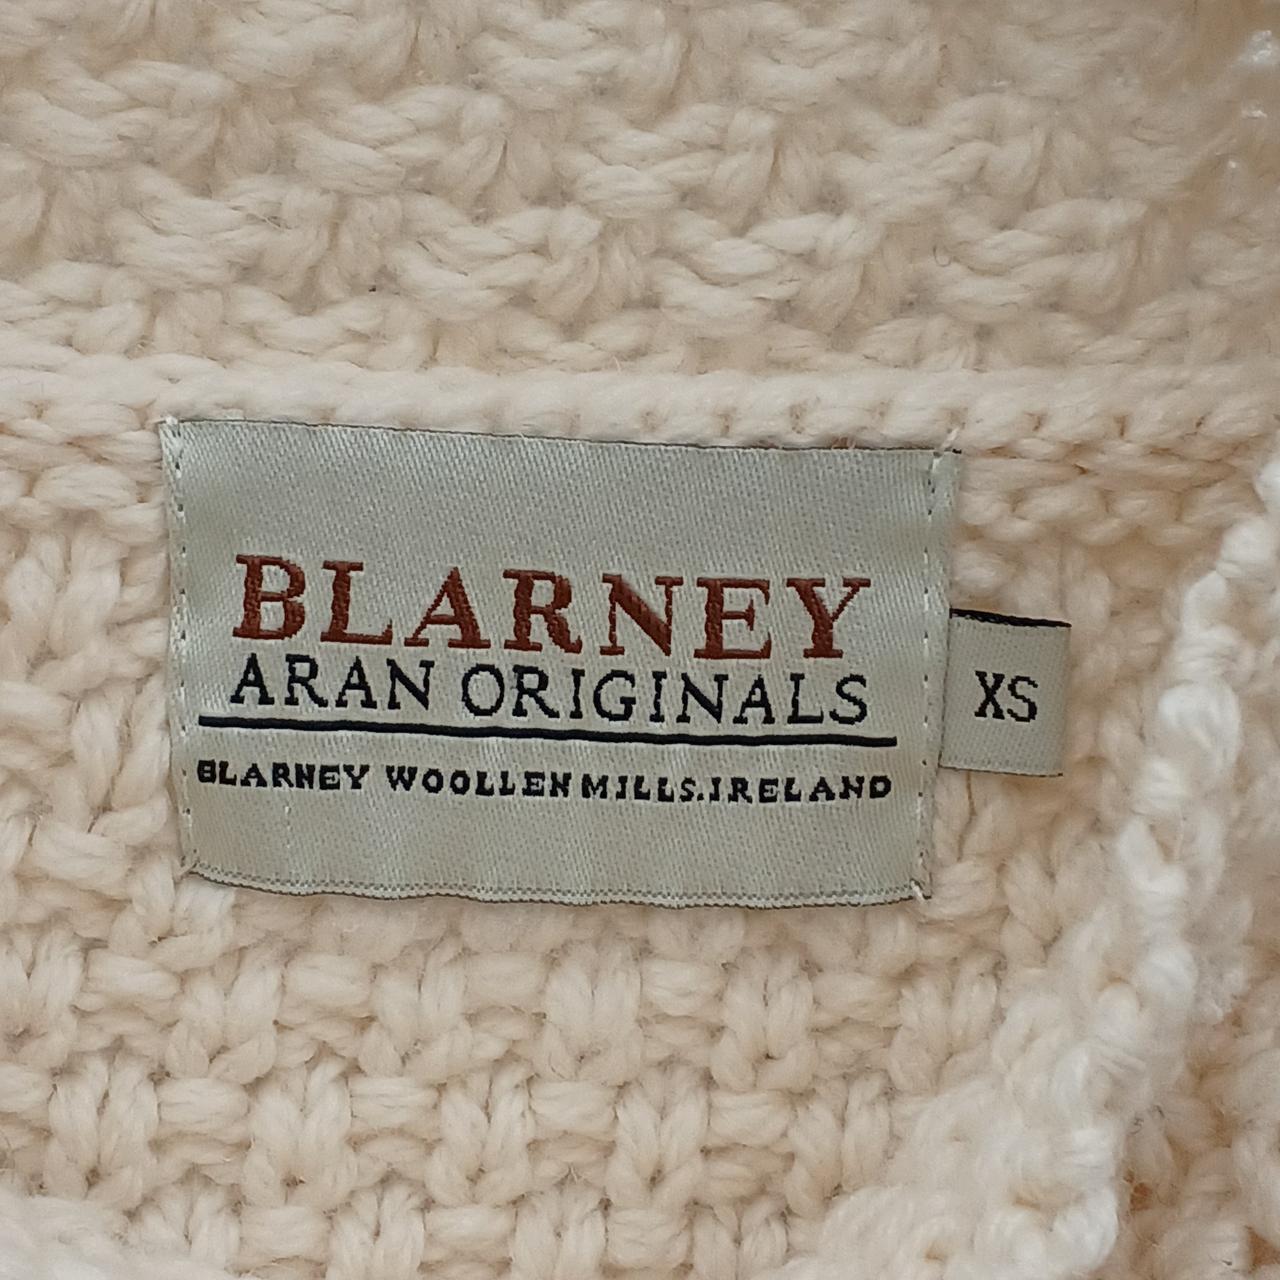 BLARNEY
ARAN ORIGINALS
BLARNEY WOOLLEN MILLS.IRELAND
XS